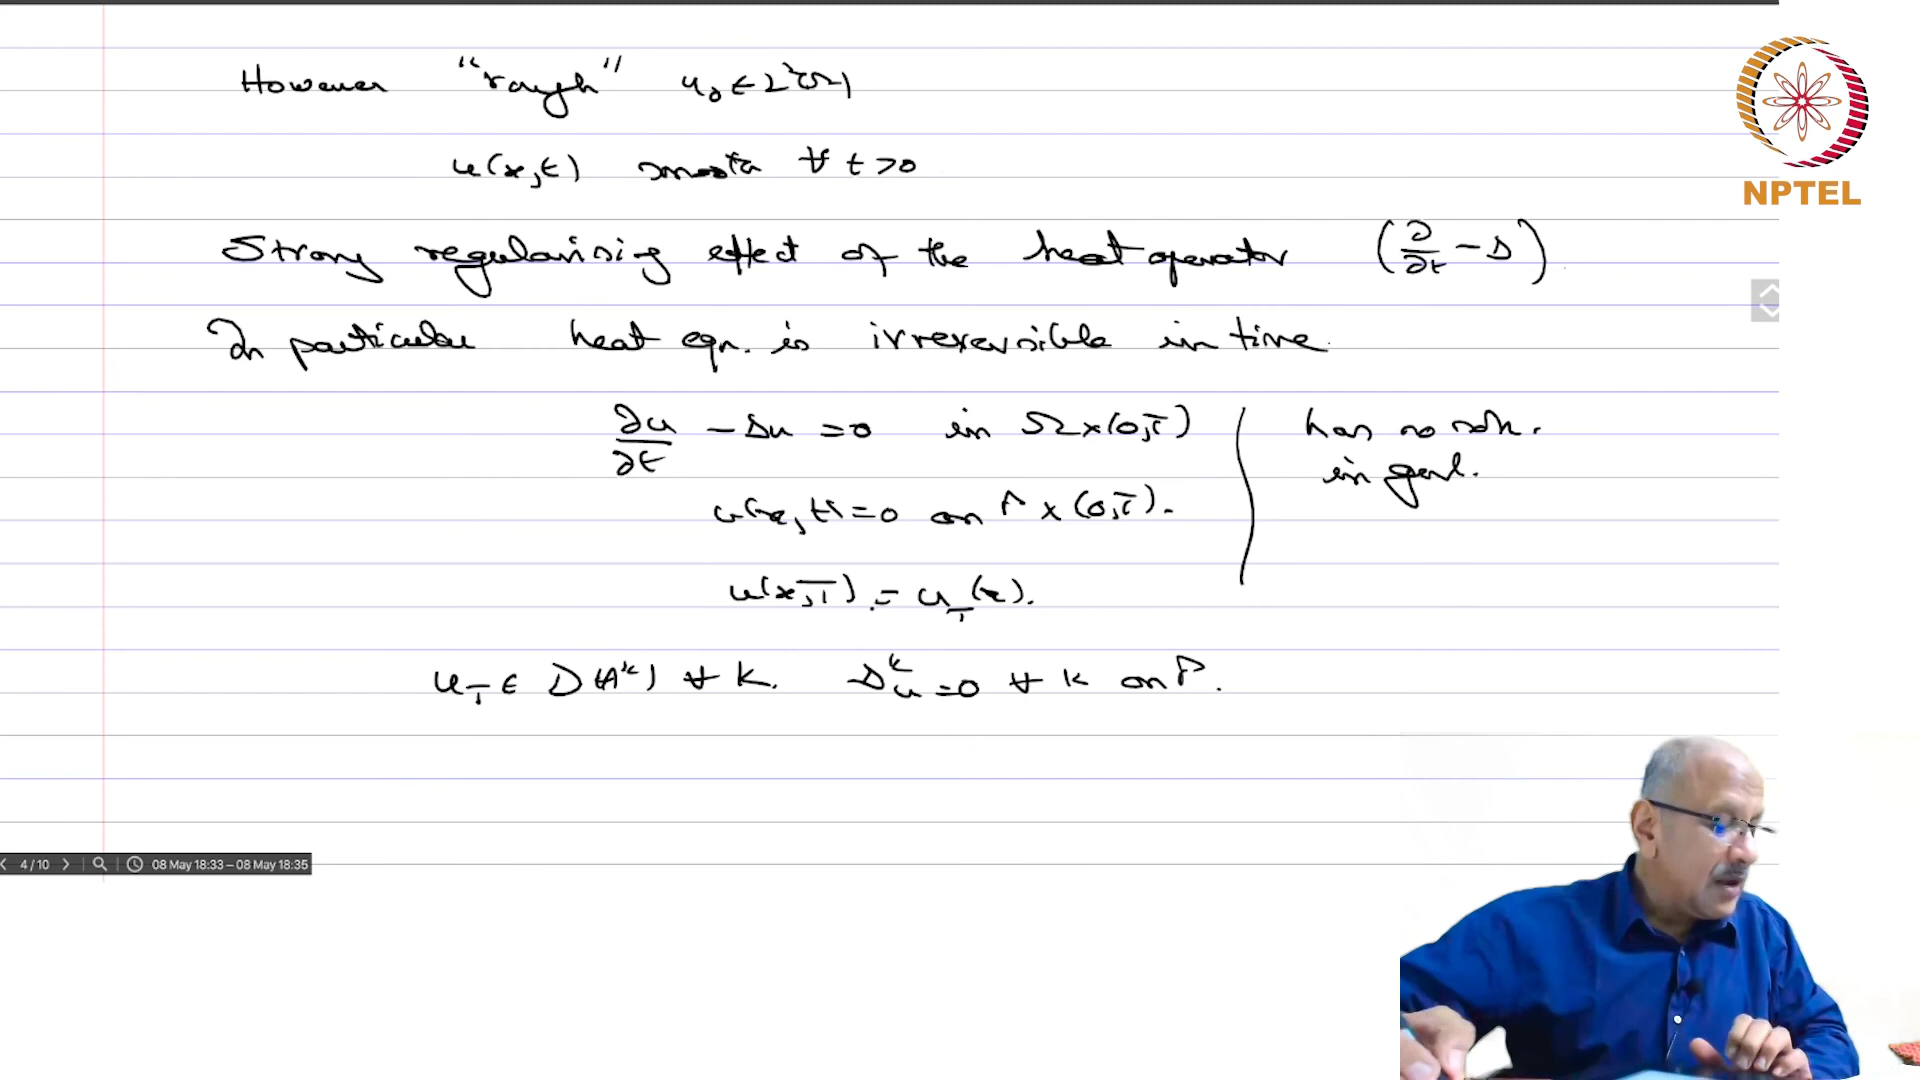 However "rough" u₀ ∈ L²(Ω)
u(x,t) smooth ∀ t>0
Strong regularising effect of the heat operator (∂/∂t − Δ).
In particular heat eqn. is irreversible in time.
∂u/∂t − Δu = 0 in Ω×(0,T) has no soln. in genl.
u(x,t)=0 on Γ×(0,T).
u(x,T) = u_T(x).
u_T ∈ D(A^k) ∀ k. Δ^k u = 0 ∀ k on Γ.
NPTEL
4/10 08 May 18:33 – 08 May 18:35